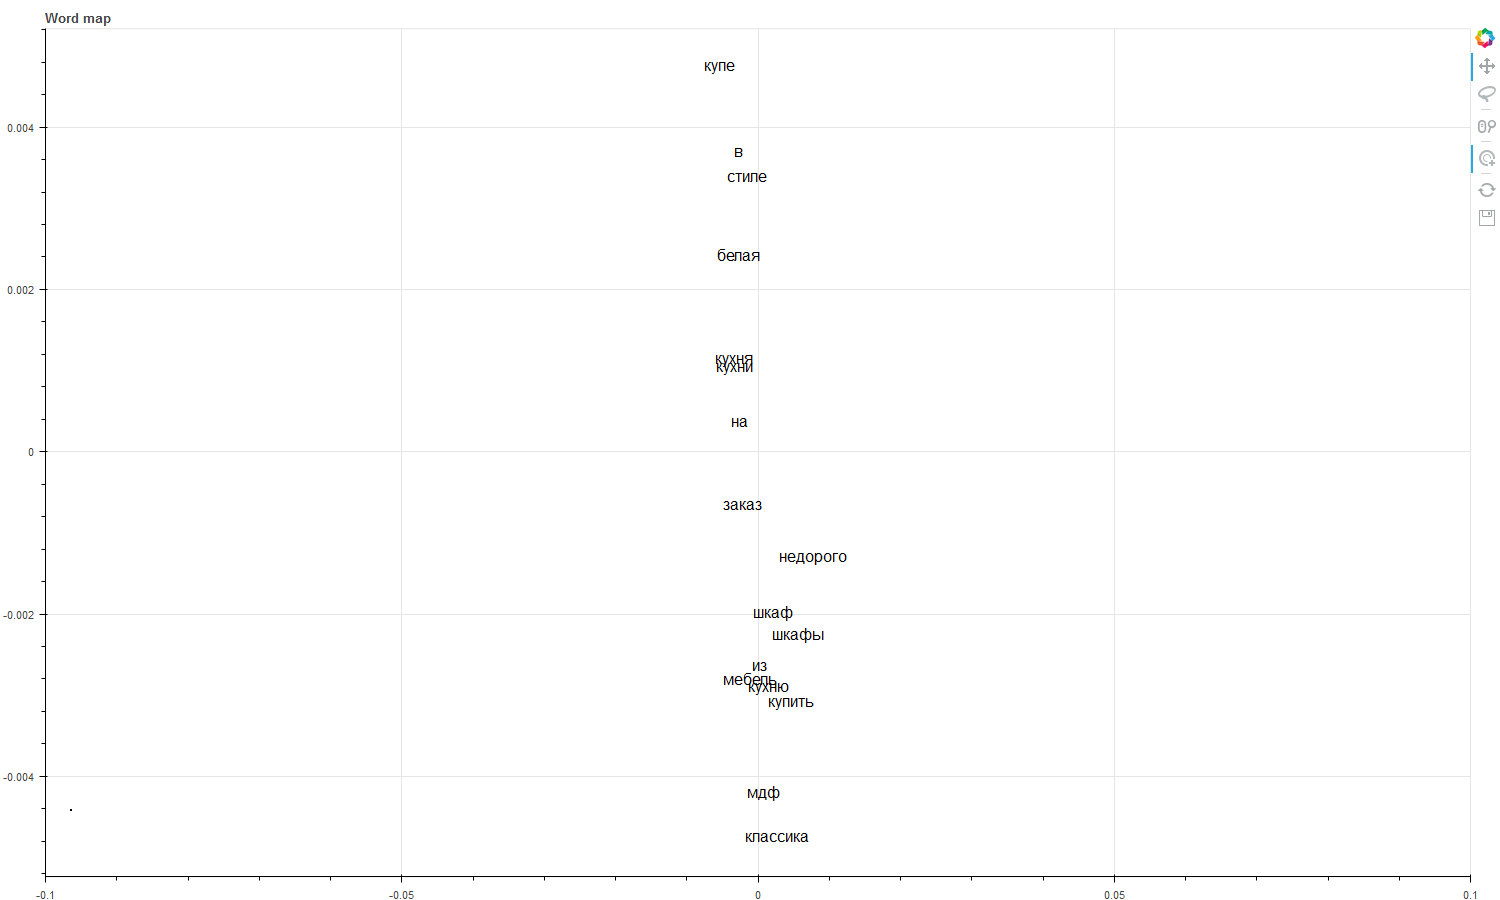 Word map
купе
0.004
в
стиле
белая
0.002
кухня
кухни
на
0
заказ
недорого
шкаф
-0.002
шкафы
из
мебель
кухню
купить
-0.004
мдф
.
классика
-0.1
-0.05
0
0.05
0.1